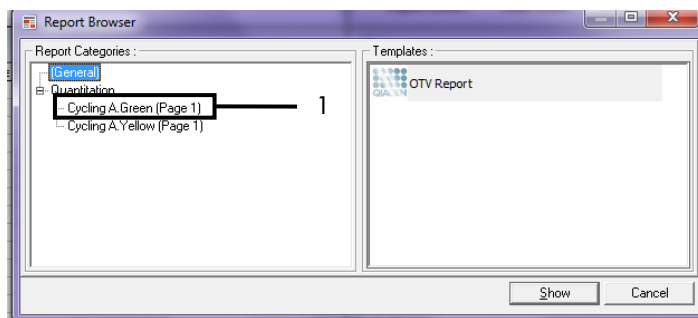 Report Browser
Report Categories :
(General)
Quantitation
Cycling A.Green (Page 1)
Cycling A.Yellow (Page 1)
1
Templates :
QIAGEN
OTV Report
Show
Cancel